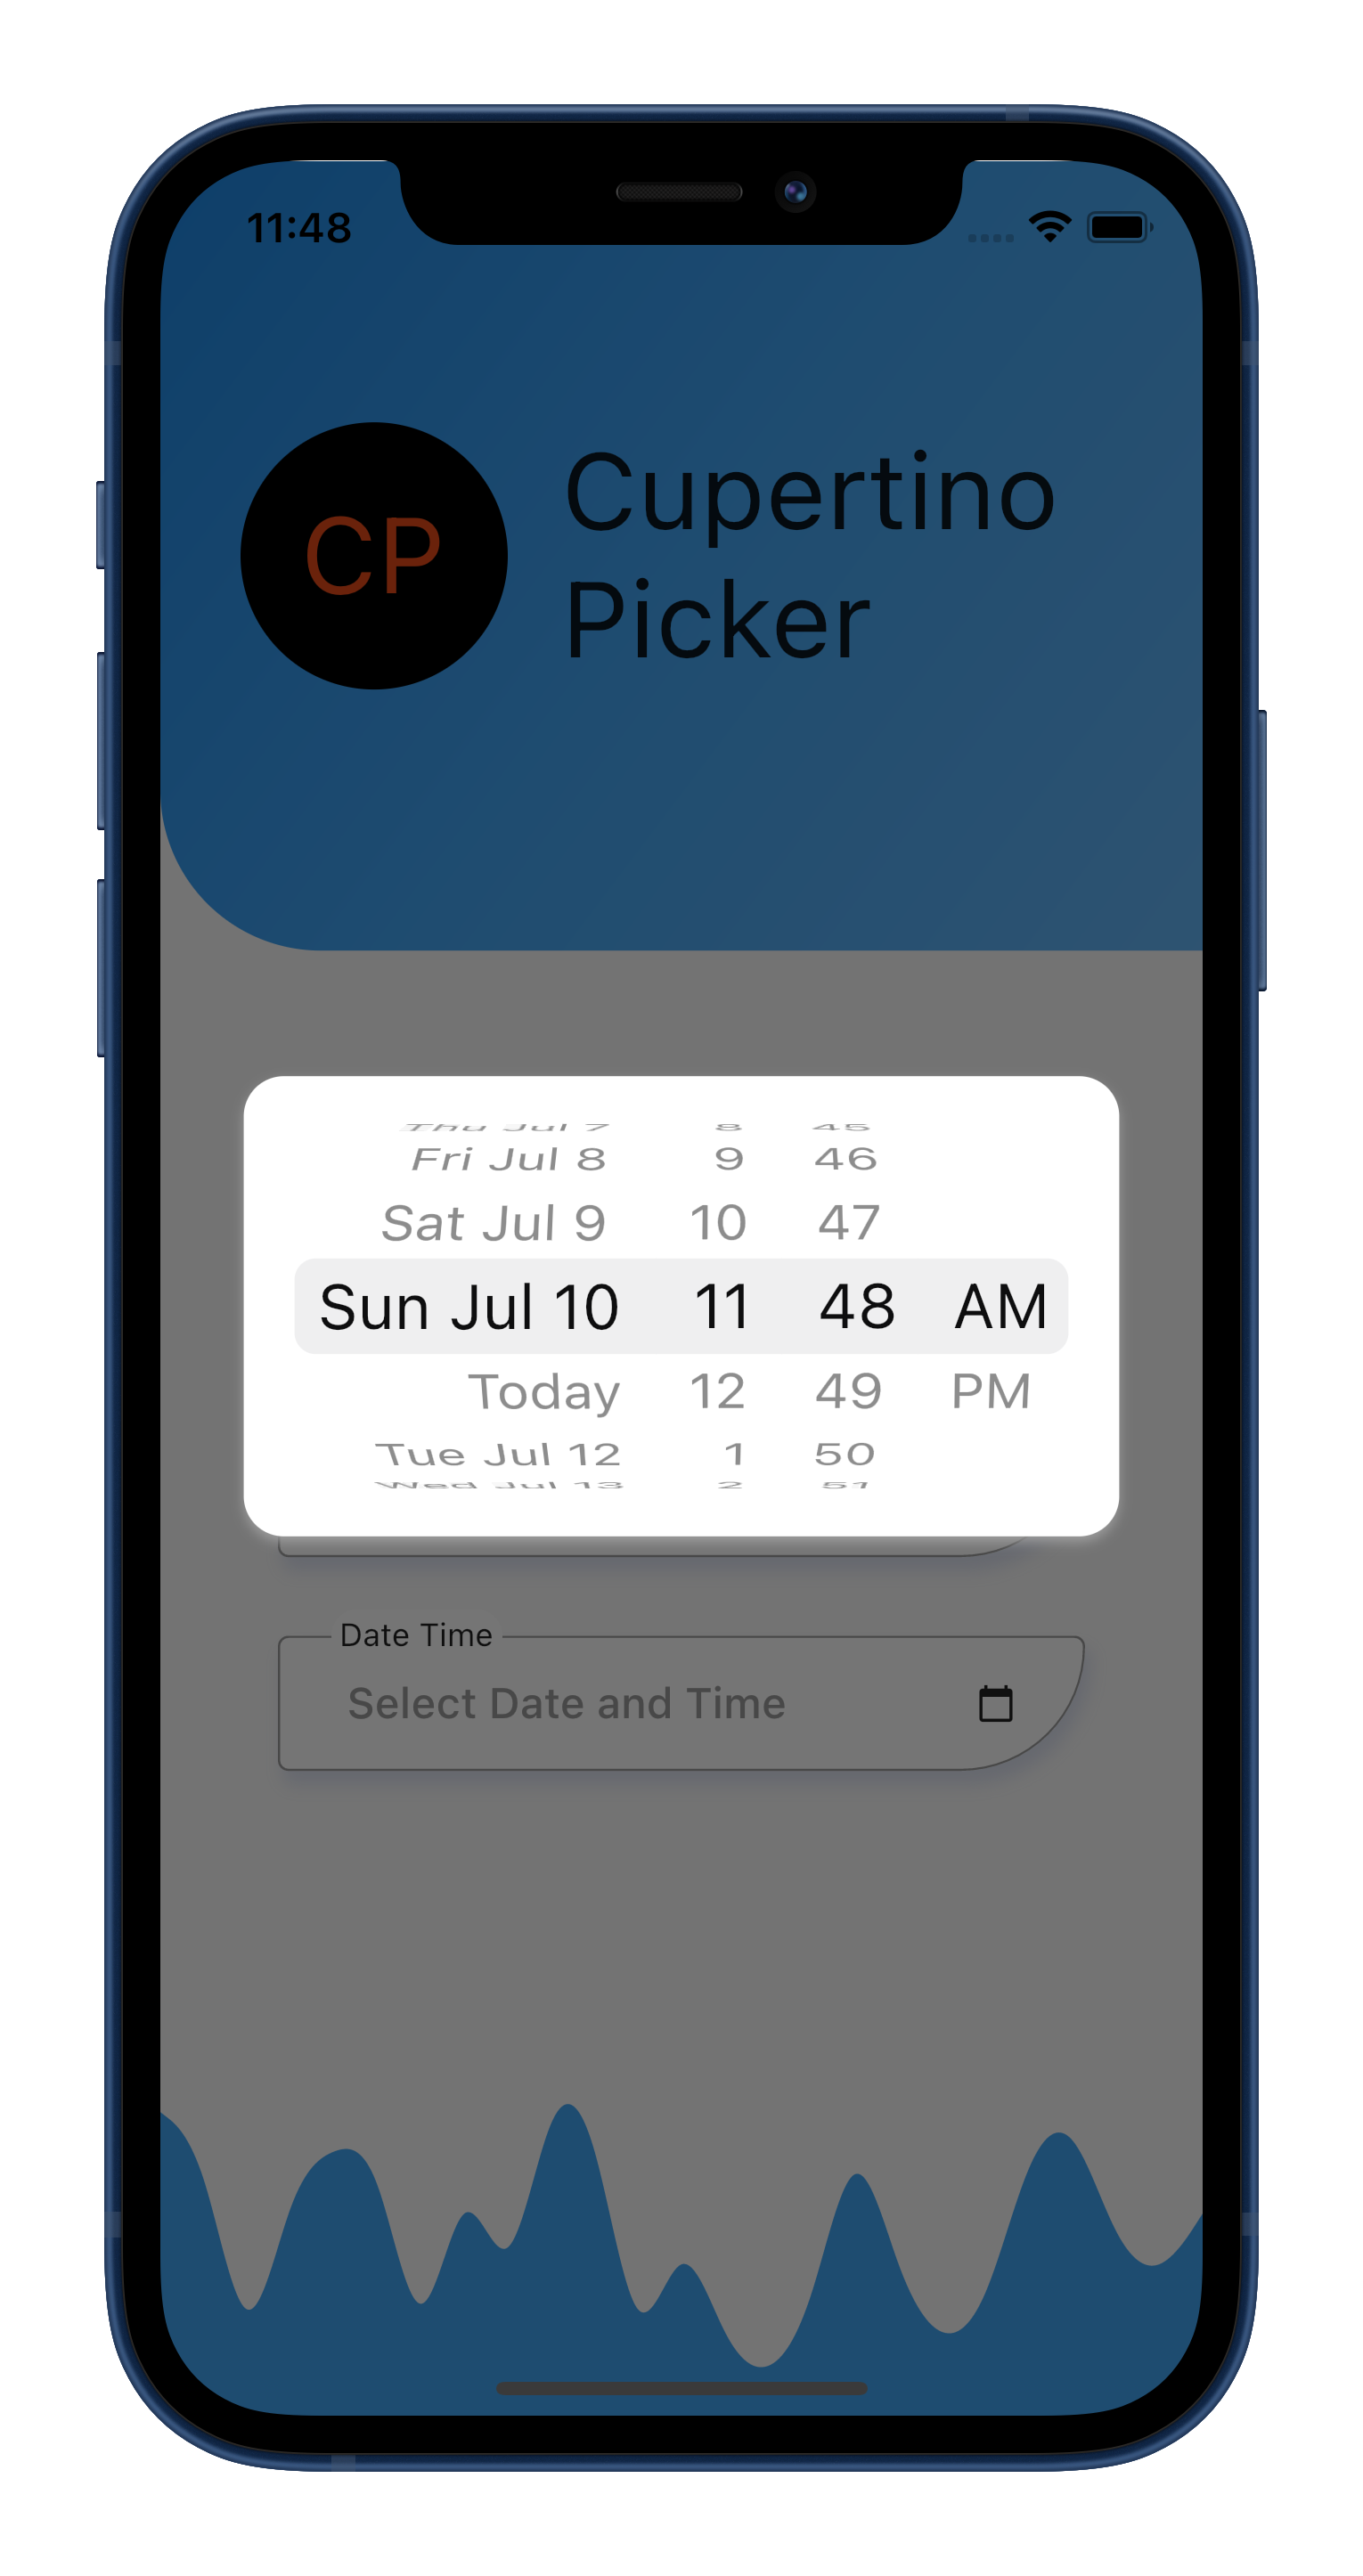 11:48
CP
Cupertino
Picker
Thu Jul 7 8 45
Fri Jul 8 9 46
Sat Jul 9 10 47
Sun Jul 10 11 48 AM
Today 12 49 PM
Tue Jul 12 1 50
Wed Jul 13 2 51
Date Time
Select Date and Time